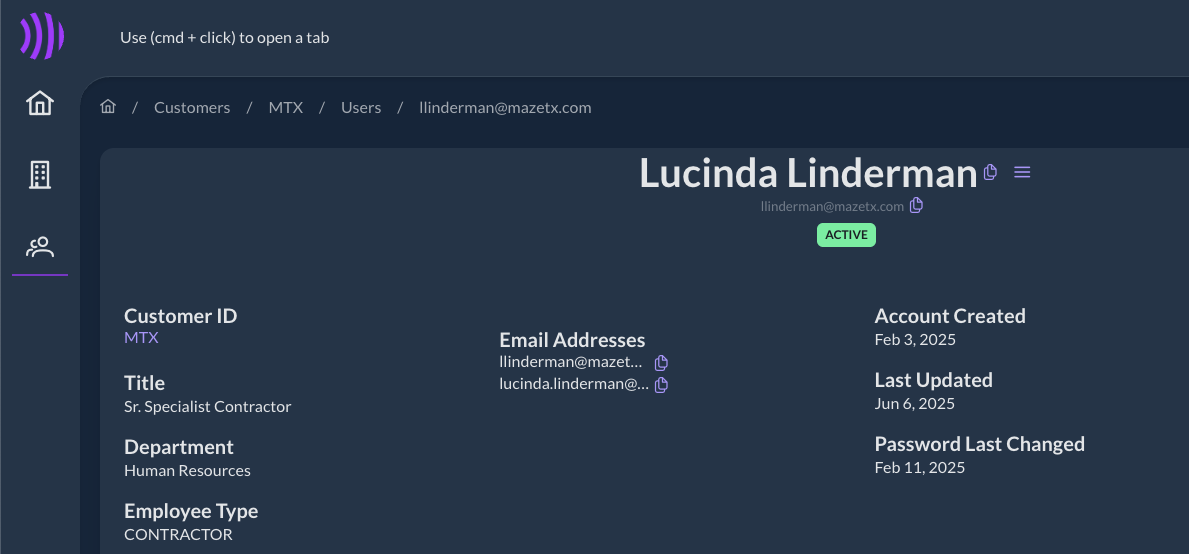 Use (cmd + click) to open a tab
/ Customers / MTX / Users / llinderman@mazetx.com
Lucinda Linderman
llinderman@mazetx.com
ACTIVE
Customer ID
MTX
Title
Sr. Specialist Contractor
Department
Human Resources
Employee Type
CONTRACTOR
Email Addresses
llinderman@mazet...
lucinda.linderman@...
Account Created
Feb 3, 2025
Last Updated
Jun 6, 2025
Password Last Changed
Feb 11, 2025